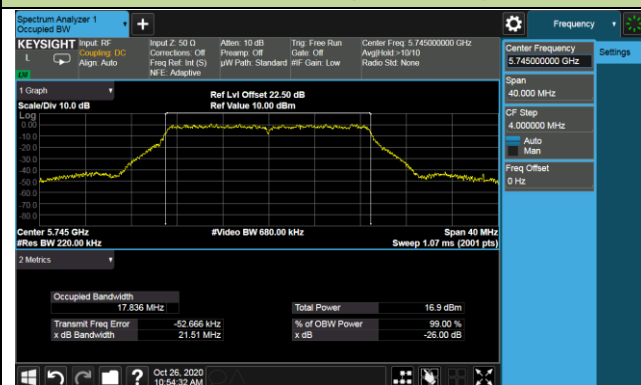 Spectrum Analyzer 1
Occupied BW
+
Frequency
KEYSIGHT
Input: RF
Coupling: DC
Align: Auto
Input Z: 50 Ω
Corrections: Off
Freq Ref: Int (S)
NFE: Adaptive
Atten: 10 dB
Preamp: Off
µW Path: Standard
Trig: Free Run
Gate: Off
#IF Gain: Low
Center Freq: 5.745000000 GHz
Avg|Hold:>10/10
Radio Std: None
L
Center Frequency
5.745000000 GHz
Settings
Span
40.000 MHz
CF Step
4.000000 MHz
Auto
Man
Freq Offset
0 Hz
1 Graph
Scale/Div 10.0 dB
Ref Lvl Offset 22.50 dB
Ref Value 10.00 dBm
Log
0.00
-10.0
-20.0
-30.0
-40.0
-50.0
-60.0
-70.0
-80.0
Center 5.745 GHz
#Res BW 220.00 kHz
#Video BW 680.00 kHz
Span 40 MHz
Sweep 1.07 ms (2001 pts)
2 Metrics
Occupied Bandwidth
17.836 MHz
Total Power 16.9 dBm
Transmit Freq Error -52.666 kHz
% of OBW Power 99.00 %
x dB Bandwidth 21.51 MHz
x dB -26.00 dB
?
Oct 26, 2020
10:54:32 AM